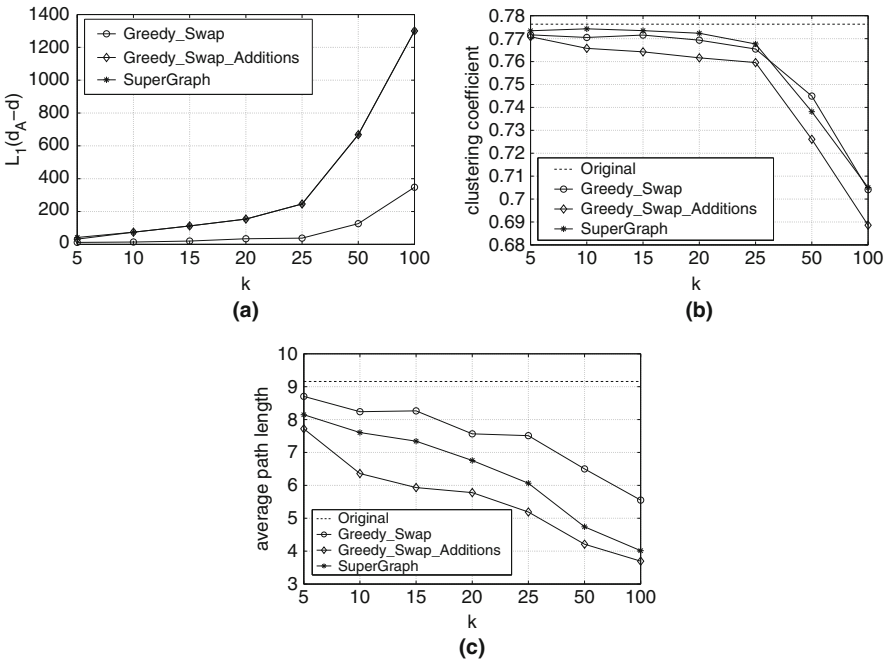 1400
1200
1000
800
600
400
200
0
L1(dA−d)
Greedy_Swap
Greedy_Swap_Additions
SuperGraph
5 10 15 20 25 50 100
k
(a)
0.78
0.77
0.76
0.75
0.74
0.73
0.72
0.71
0.7
0.69
0.68
clustering coefficient
Original
Greedy_Swap
Greedy_Swap_Additions
SuperGraph
5 10 15 20 25 50 100
k
(b)
10
9
8
7
6
5
4
3
average path length
Original
Greedy_Swap
Greedy_Swap_Additions
SuperGraph
5 10 15 20 25 50 100
k
(c)